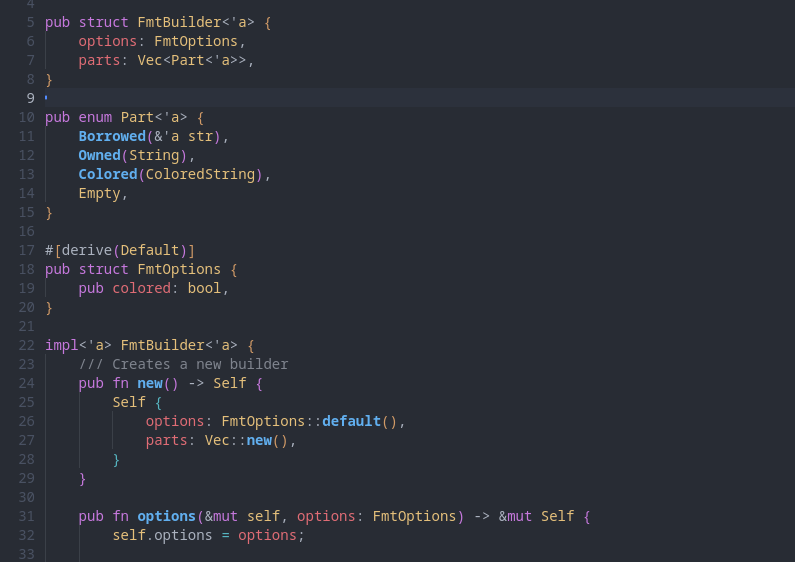 4
5 pub struct FmtBuilder<'a> {
6     options: FmtOptions,
7     parts: Vec<Part<'a>>,
8 }
9
10 pub enum Part<'a> {
11     Borrowed(&'a str),
12     Owned(String),
13     Colored(ColoredString),
14     Empty,
15 }
16
17 #[derive(Default)]
18 pub struct FmtOptions {
19     pub colored: bool,
20 }
21
22 impl<'a> FmtBuilder<'a> {
23     /// Creates a new builder
24     pub fn new() -> Self {
25         Self {
26             options: FmtOptions::default(),
27             parts: Vec::new(),
28         }
29     }
30
31     pub fn options(&mut self, options: FmtOptions) -> &mut Self {
32         self.options = options;
33